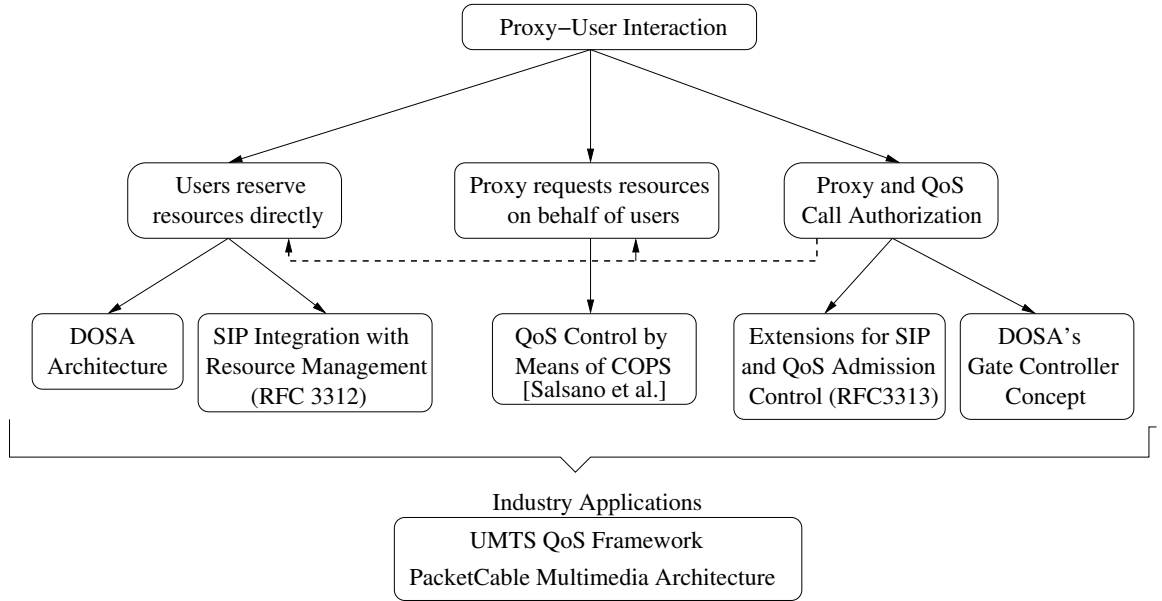 Proxy−User Interaction
Users reserve
resources directly
Proxy requests resources
on behalf of users
Proxy and QoS
Call Authorization
DOSA
Architecture
SIP Integration with
Resource Management
(RFC 3312)
QoS Control by
Means of COPS
[Salsano et al.]
Extensions for SIP
and QoS Admission
Control (RFC3313)
DOSA's
Gate Controller
Concept
Industry Applications
UMTS QoS Framework
PacketCable Multimedia Architecture